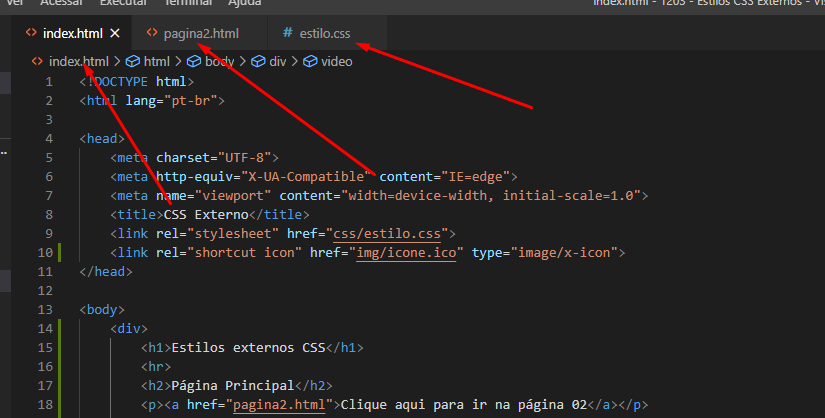 Ver Acessar Executar Terminal Ajuda index.html - 1203 - Estilos CSS Externos - Vis
<> index.html × <> pagina2.html # estilo.css
<> index.html > html > body > div > video
1 <!DOCTYPE html>
2 <html lang="pt-br">
3
4 <head>
5 <meta charset="UTF-8">
6 <meta http-equiv="X-UA-Compatible" content="IE=edge">
7 <meta name="viewport" content="width=device-width, initial-scale=1.0">
8 <title>CSS Externo</title>
9 <link rel="stylesheet" href="css/estilo.css">
10 <link rel="shortcut icon" href="img/icone.ico" type="image/x-icon">
11 </head>
12
13 <body>
14 <div>
15 <h1>Estilos externos CSS</h1>
16 <hr>
17 <h2>Página Principal</h2>
18 <p><a href="pagina2.html">Clique aqui para ir na página 02</a></p>